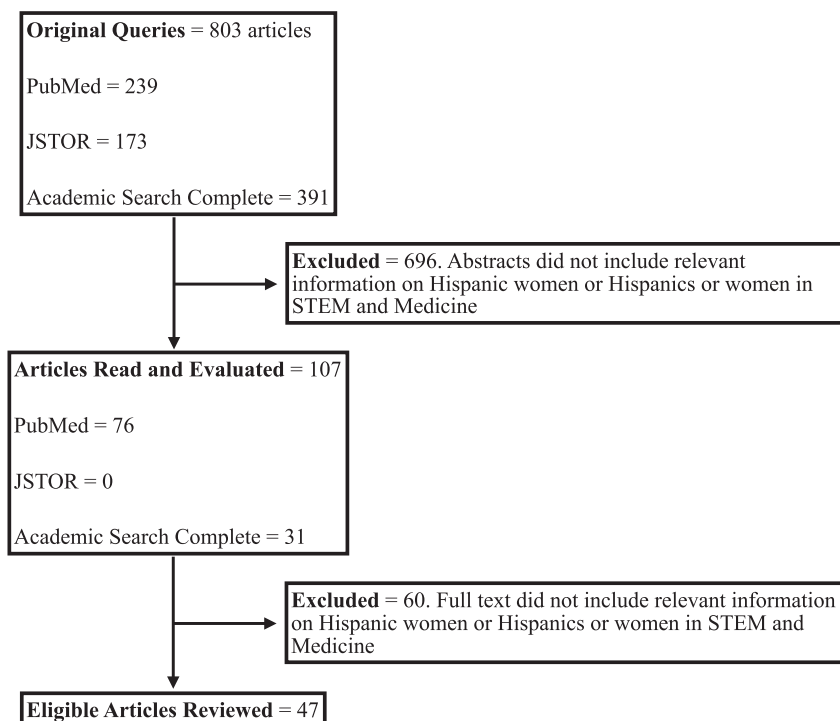 Original Queries = 803 articles
PubMed = 239
JSTOR = 173
Academic Search Complete = 391
Excluded = 696. Abstracts did not include relevant
information on Hispanic women or Hispanics or women in
STEM and Medicine
Articles Read and Evaluated = 107
PubMed = 76
JSTOR = 0
Academic Search Complete = 31
Excluded = 60. Full text did not include relevant information
on Hispanic women or Hispanics or women in STEM and
Medicine
Eligible Articles Reviewed = 47